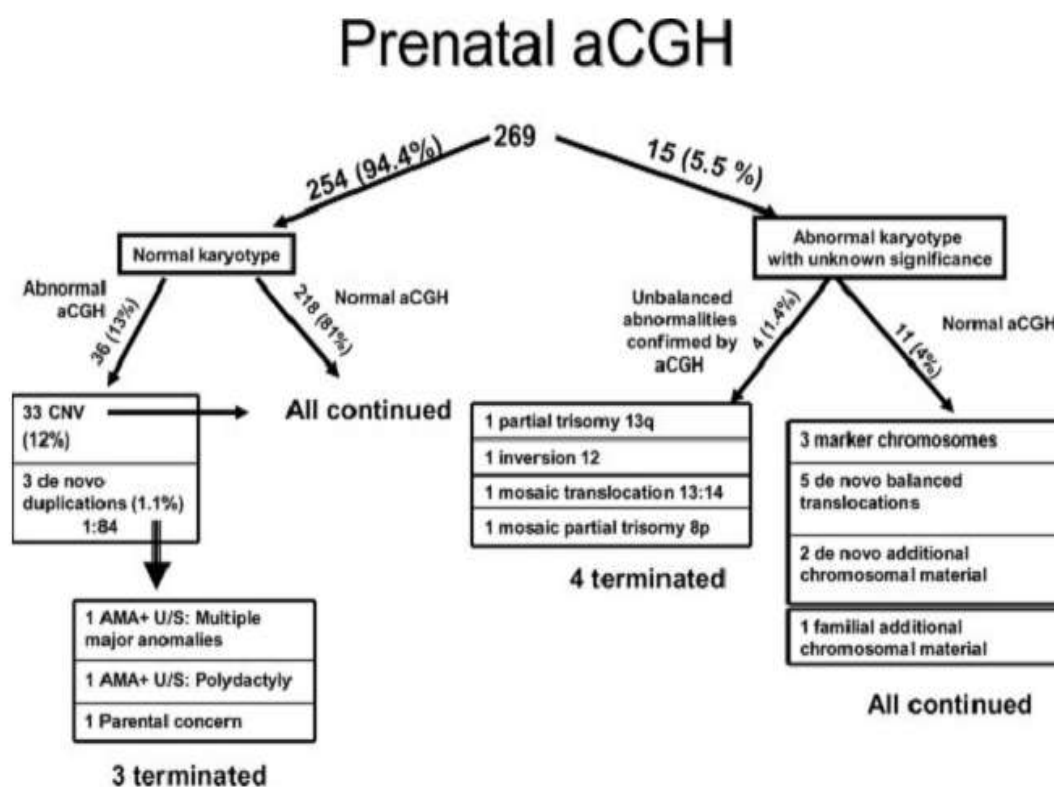 Prenatal aCGH
269
254 (94.4%)
15 (5.5 %)
Normal karyotype
Abnormal karyotype
with unknown significance
Abnormal
aCGH
36 (13%)
218 (81%)
Normal aCGH
Unbalanced
abnormalities
confirmed by
aCGH
4 (1.4%)
11 (4%)
Normal aCGH
33 CNV
(12%)
3 de novo
duplications (1.1%)
1:84
All continued
1 partial trisomy 13q
1 inversion 12
1 mosaic translocation 13:14
1 mosaic partial trisomy 8p
4 terminated
3 marker chromosomes
5 de novo balanced
translocations
2 de novo additional
chromosomal material
1 familial additional
chromosomal material
All continued
1 AMA+ U/S: Multiple
major anomalies
1 AMA+ U/S: Polydactyly
1 Parental concern
3 terminated